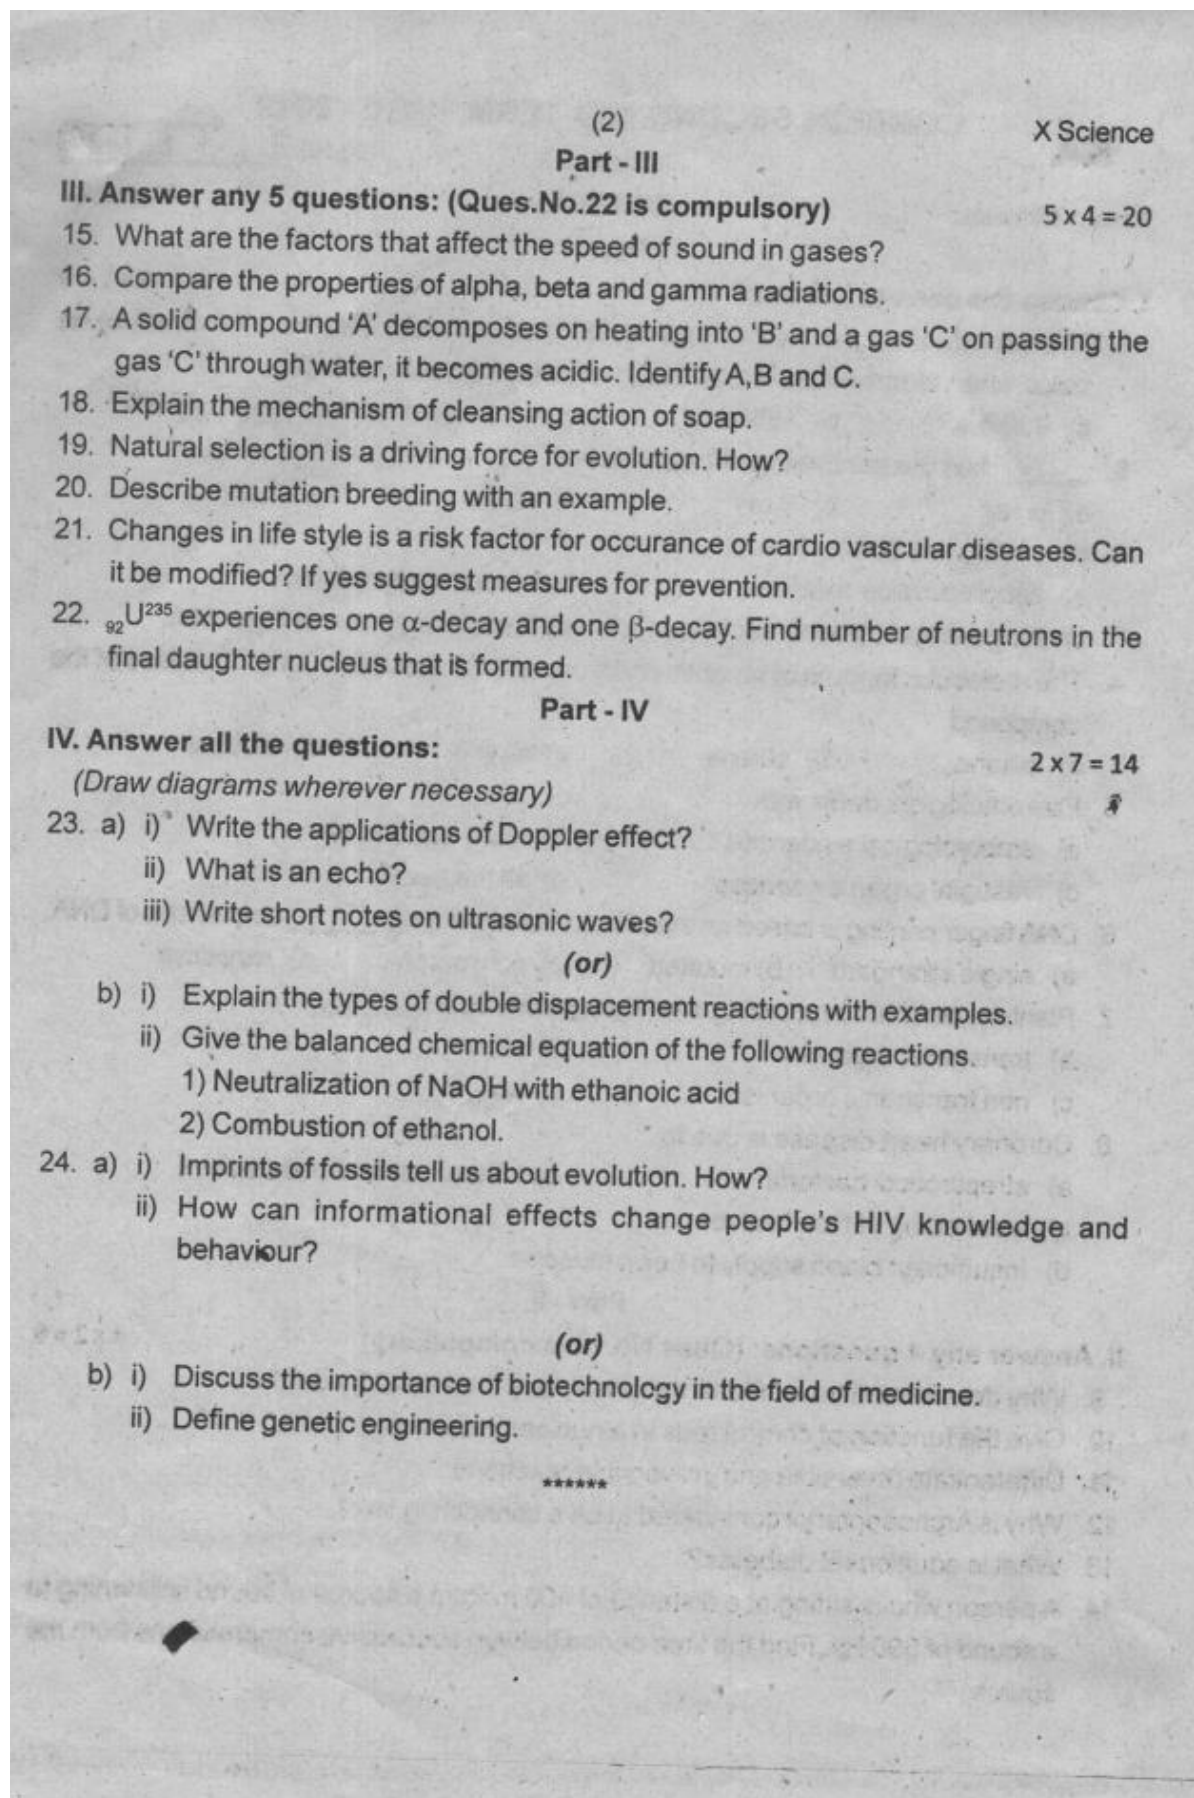 (2)
X Science
Part - III
III. Answer any 5 questions: (Ques.No.22 is compulsory)
5 x 4 = 20
15. What are the factors that affect the speed of sound in gases?
16. Compare the properties of alpha, beta and gamma radiations.
17. A solid compound 'A' decomposes on heating into 'B' and a gas 'C' on passing the
gas 'C' through water, it becomes acidic. Identify A,B and C.
18. Explain the mechanism of cleansing action of soap.
19. Natural selection is a driving force for evolution. How?
20. Describe mutation breeding with an example.
21. Changes in life style is a risk factor for occurance of cardio vascular diseases. Can
it be modified? If yes suggest measures for prevention.
22. ₉₂U²³⁵ experiences one α-decay and one β-decay. Find number of neutrons in the
final daughter nucleus that is formed.
Part - IV
IV. Answer all the questions:
2 x 7 = 14
(Draw diagrams wherever necessary)
23. a) i) Write the applications of Doppler effect?
ii) What is an echo?
iii) Write short notes on ultrasonic waves?
(or)
b) i) Explain the types of double displacement reactions with examples.
ii) Give the balanced chemical equation of the following reactions.
1) Neutralization of NaOH with ethanoic acid
2) Combustion of ethanol.
24. a) i) Imprints of fossils tell us about evolution. How?
ii) How can informational effects change people's HIV knowledge and
behaviour?
(or)
b) i) Discuss the importance of biotechnology in the field of medicine.
ii) Define genetic engineering.
******